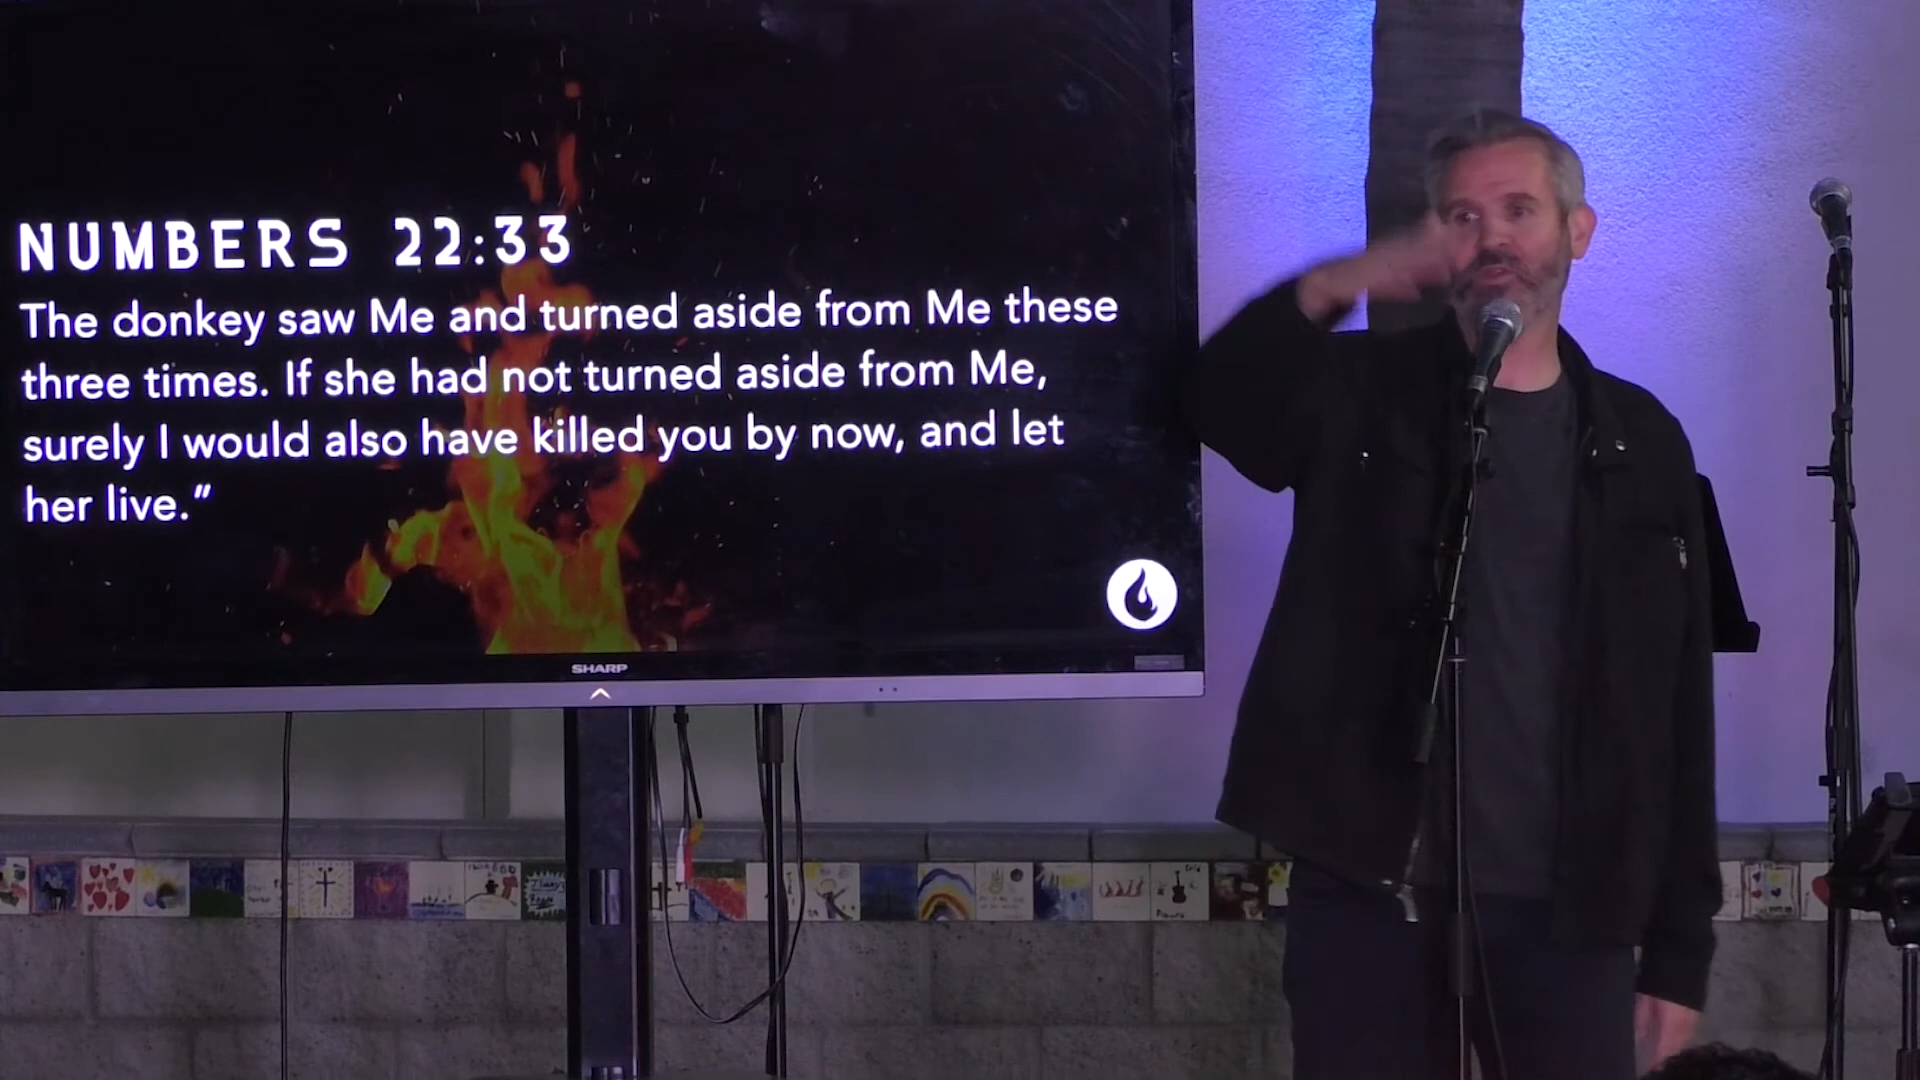 NUMBERS 22:33
The donkey saw Me and turned aside from Me these
three times. If she had not turned aside from Me,
surely I would also have killed you by now, and let
her live.”
SHARP